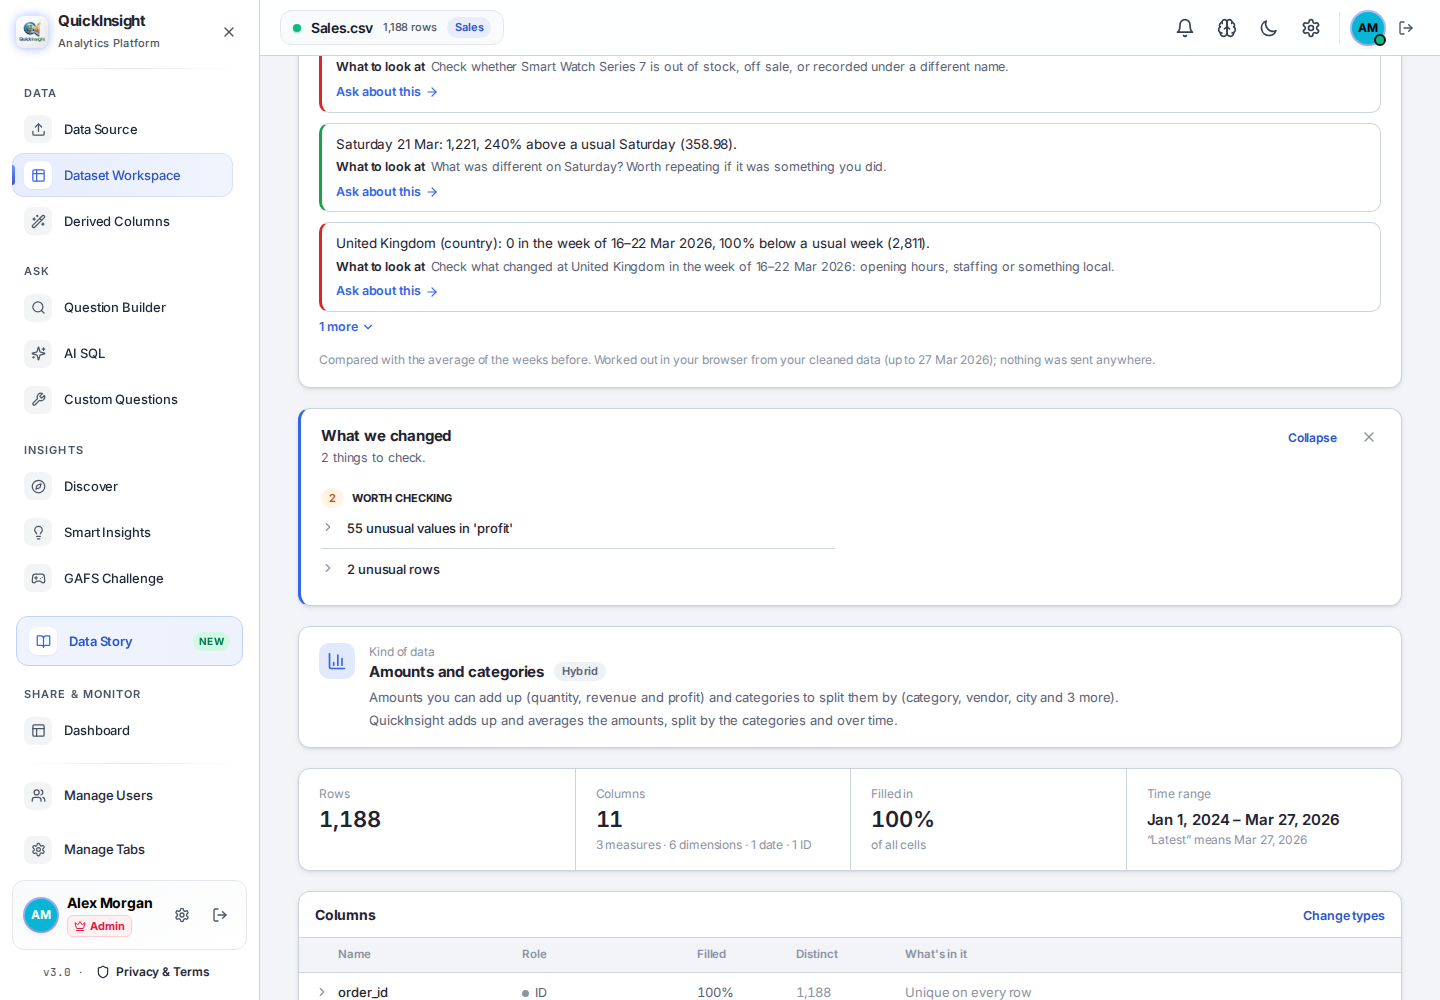 QuickInsight
Analytics Platform
DATA
Data Source
Dataset Workspace
Derived Columns
ASK
Question Builder
AI SQL
Custom Questions
INSIGHTS
Discover
Smart Insights
GAFS Challenge
Data Story NEW
SHARE & MONITOR
Dashboard
Manage Users
Manage Tabs
AM Alex Morgan
Admin
v3.0 · Privacy & Terms
Sales.csv 1,188 rows Sales
AM
What to look at Check whether Smart Watch Series 7 is out of stock, off sale, or recorded under a different name.
Ask about this →
Saturday 21 Mar: 1,221, 240% above a usual Saturday (358.98).
What to look at What was different on Saturday? Worth repeating if it was something you did.
Ask about this →
United Kingdom (country): 0 in the week of 16–22 Mar 2026, 100% below a usual week (2,811).
What to look at Check what changed at United Kingdom in the week of 16–22 Mar 2026: opening hours, staffing or something local.
Ask about this →
1 more
Compared with the average of the weeks before. Worked out in your browser from your cleaned data (up to 27 Mar 2026); nothing was sent anywhere.
What we changed
Collapse
2 things to check.
2 WORTH CHECKING
55 unusual values in 'profit'
2 unusual rows
Kind of data
Amounts and categories Hybrid
Amounts you can add up (quantity, revenue and profit) and categories to split them by (category, vendor, city and 3 more).
QuickInsight adds up and averages the amounts, split by the categories and over time.
Rows
1,188
Columns
11
3 measures · 6 dimensions · 1 date · 1 ID
Filled in
100%
of all cells
Time range
Jan 1, 2024 – Mar 27, 2026
“Latest” means Mar 27, 2026
Columns
Change types
Name Role Filled Distinct What's in it
order_id ID 100% 1,188 Unique on every row